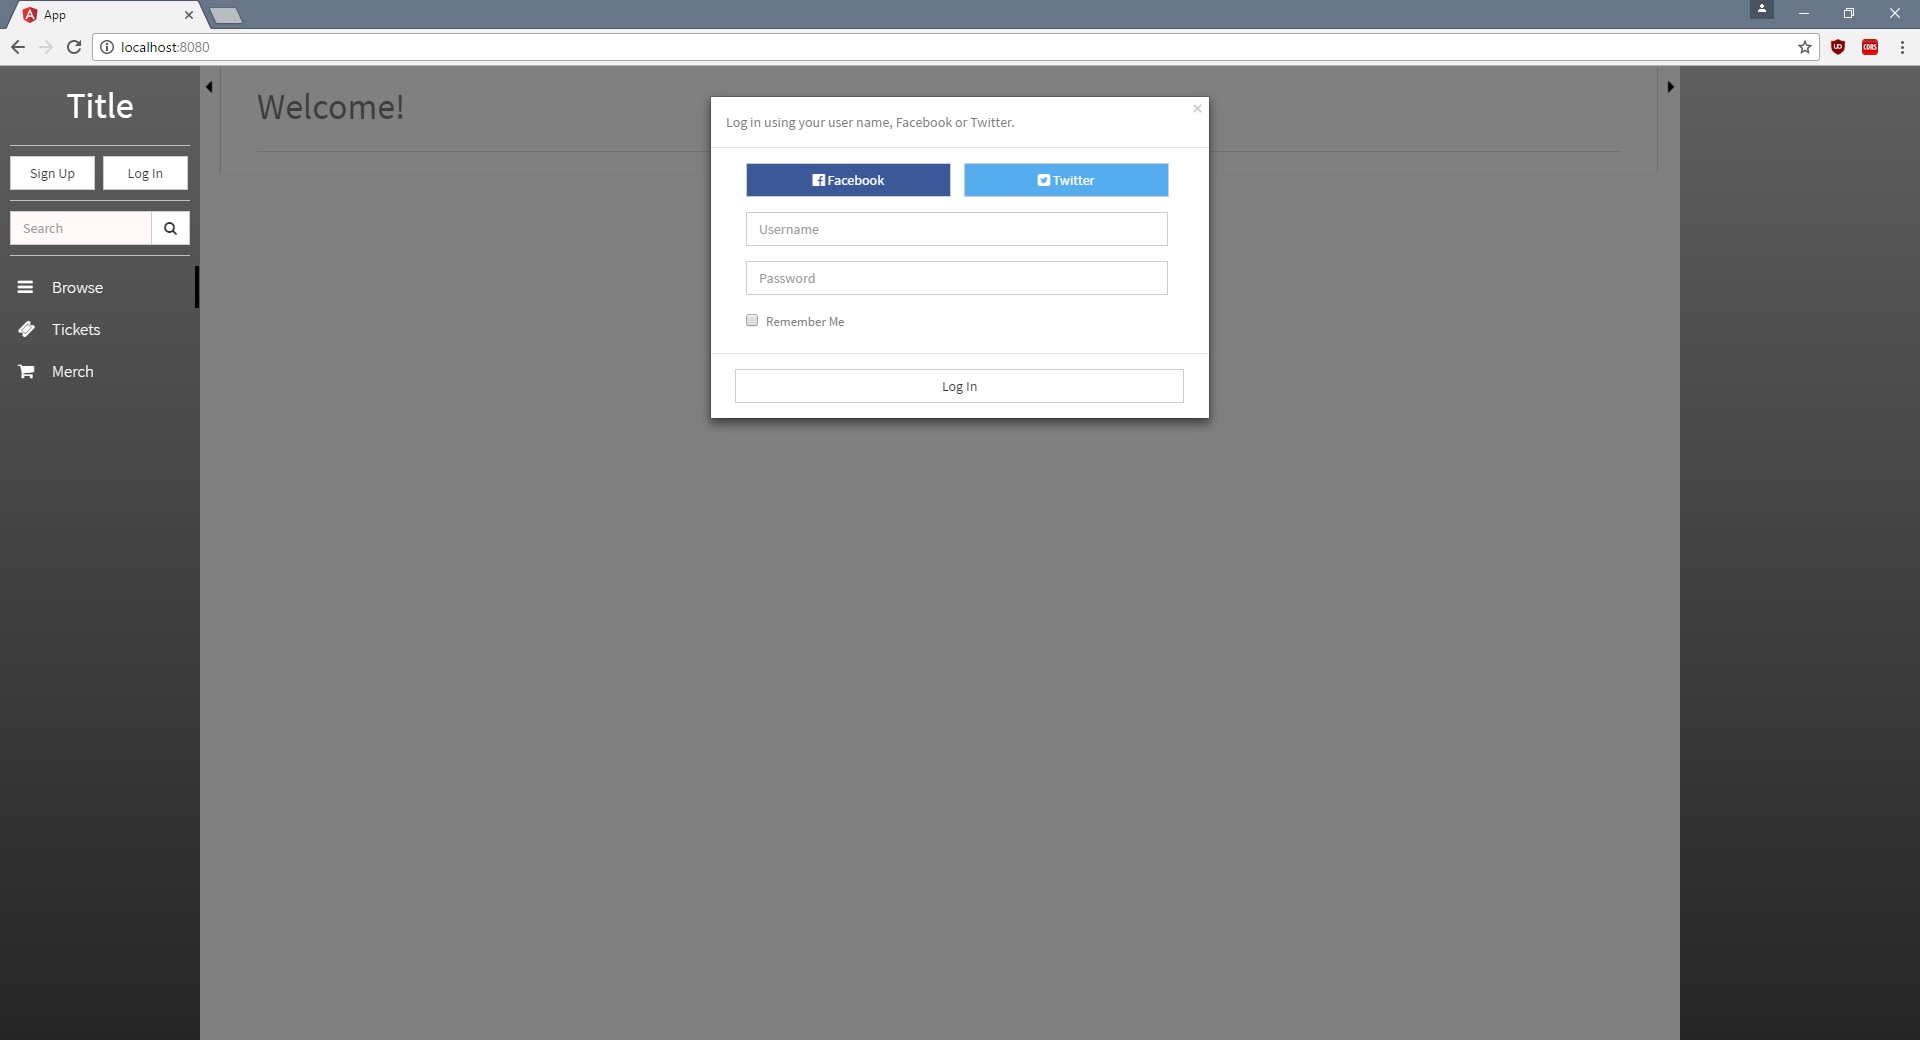 App
localhost:8080
Title
Sign Up
Log In
Search
Browse
Tickets
Merch
Welcome!
Log in using your user name, Facebook or Twitter.
×
Facebook
Twitter
Username
Password
Remember Me
Log In
CORS